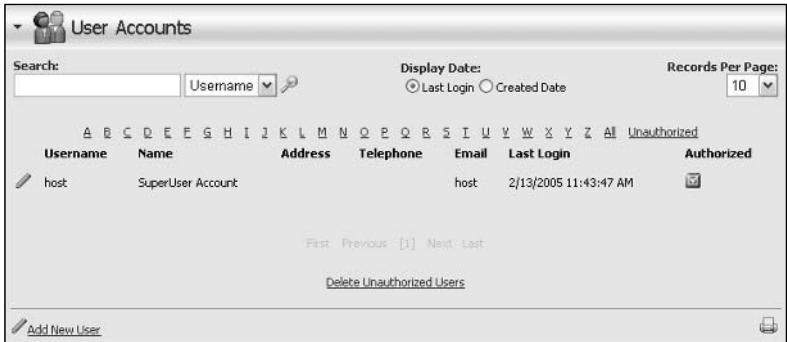 User Accounts
Search:
Username
Display Date:
Last Login Created Date
Records Per Page:
10
A B C D E F G H I J K L M N O P Q R S T U V W X Y Z All Unauthorized
Username Name Address Telephone Email Last Login Authorized
host SuperUser Account host 2/13/2005 11:43:47 AM
First Previous [1] Next Last
Delete Unauthorized Users
Add New User